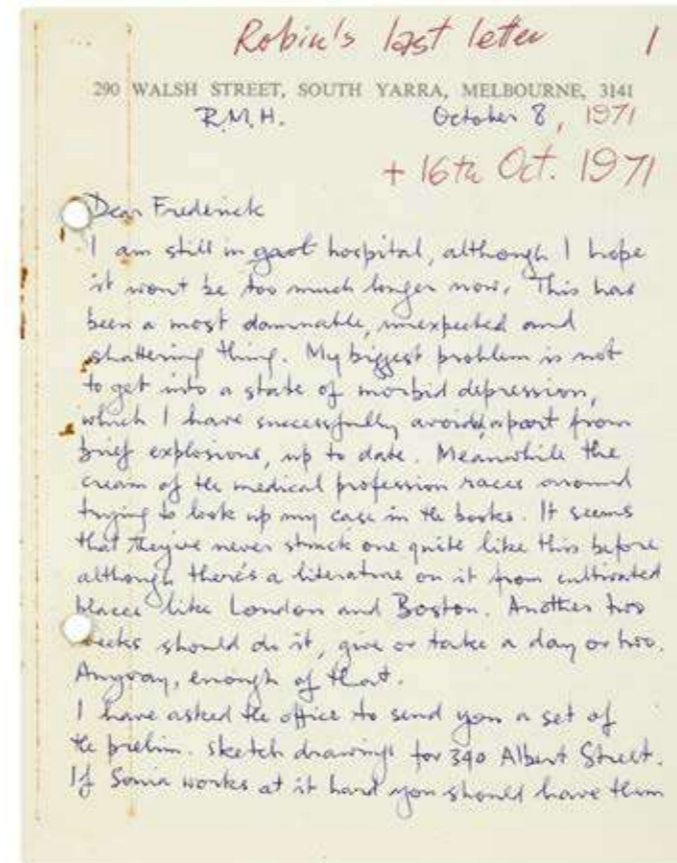 Robin's last letter 1
290 WALSH STREET, SOUTH YARRA, MELBOURNE, 3141
R.M.H. October 8, 1971
+ 16th Oct. 1971
Dear Frederick
I am still in gaol hospital, although I hope
it won't be too much longer now. This has
been a most damnable, unexpected and
shattering thing. My biggest problem is not
to get into a state of morbid depression,
which I have successfully avoided, apart from
brief explosions, up to date. Meanwhile the
cream of the medical profession races around
trying to look up my case in the books. It seems
that they've never struck one quite like this before
although there's a literature on it from cultivated
places like London and Boston. Another two
weeks should do it, give or take a day or two.
Anyway, enough of that.
I have asked the office to send you a set of
the prelim. sketch drawings for 340 Albert Street.
If Sonia works at it hard you should have them